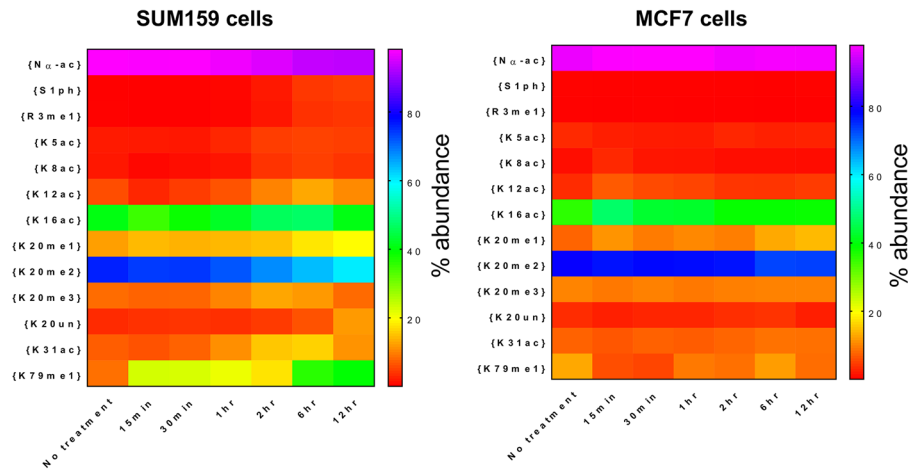 SUM159 cells
{Nα-ac}
{S1ph}
{R3me1}
{K5ac}
{K8ac}
{K12ac}
{K16ac}
{K20me1}
{K20me2}
{K20me3}
{K20un}
{K31ac}
{K79me1}
No treatment
15min
30min
1hr
2hr
6hr
12hr
80
60
40
20
% abundance
MCF7 cells
{Nα-ac}
{S1ph}
{R3me1}
{K5ac}
{K8ac}
{K12ac}
{K16ac}
{K20me1}
{K20me2}
{K20me3}
{K20un}
{K31ac}
{K79me1}
No treatment
15min
30min
1hr
2hr
6hr
12hr
80
60
40
20
% abundance